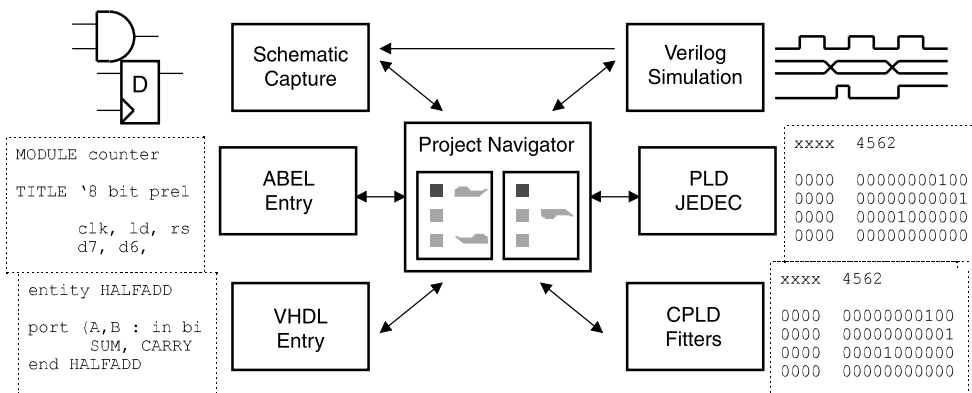 Schematic
Capture
Verilog
Simulation
D
Project Navigator
MODULE counter
TITLE ‘8 bit prel
clk, ld, rs
d7, d6,
ABEL
Entry
PLD
JEDEC
xxxx 4562
0000 00000000100
0000 00000000001
0000 00001000000
0000 00000000000
entity HALFADD
port (A,B : in bi
SUM, CARRY
end HALFADD
VHDL
Entry
CPLD
Fitters
xxxx 4562
0000 00000000100
0000 00000000001
0000 00001000000
0000 00000000000